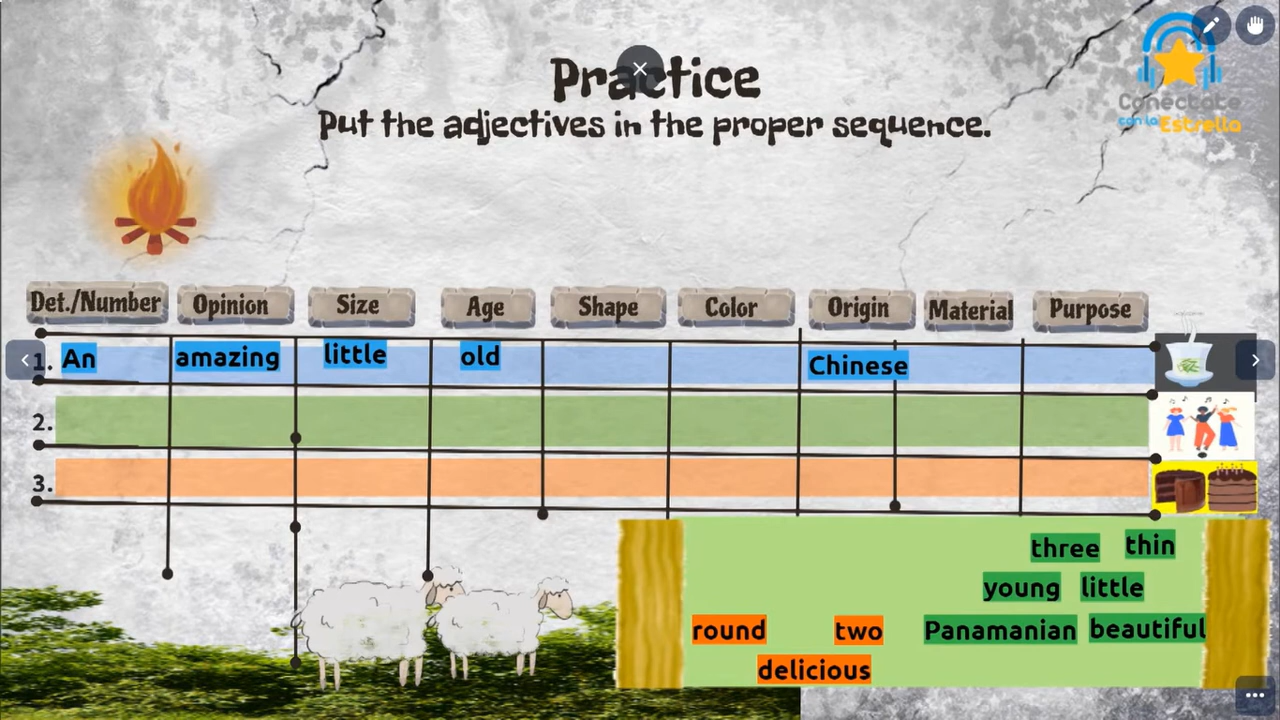 Practice
Put the adjectives in the proper sequence.
Conectate
con la Estrella
Det./Number Opinion Size Age Shape Color Origin Material Purpose
1. An amazing little old Chinese
2.
3.
three thin
young little
round two Panamanian beautiful
delicious